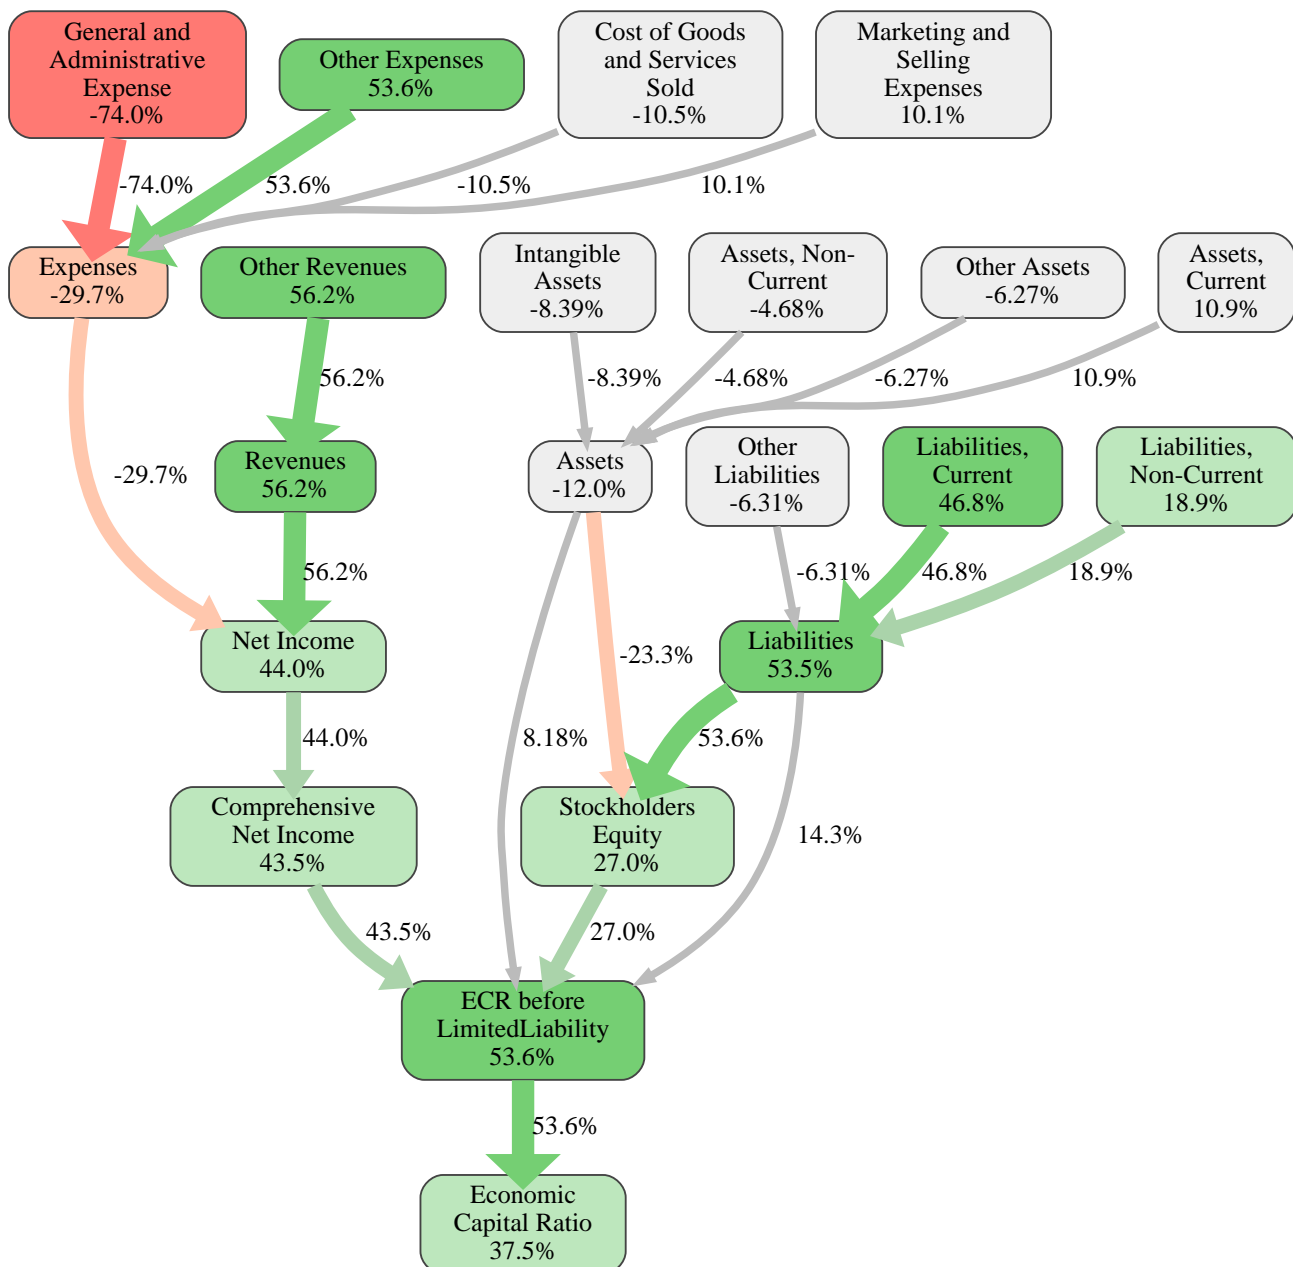 General and
Administrative
Expense
-74.0%
Other Expenses
53.6%
Cost of Goods
and Services
Sold
-10.5%
Marketing and
Selling
Expenses
10.1%
-74.0%
53.6%
-10.5%
10.1%
Expenses
-29.7%
Other Revenues
56.2%
Intangible
Assets
-8.39%
Assets, Non-
Current
-4.68%
Other Assets
-6.27%
Assets,
Current
10.9%
56.2%
-8.39%
-4.68%
-6.27%
10.9%
-29.7%
Revenues
56.2%
Assets
-12.0%
Other
Liabilities
-6.31%
Liabilities,
Current
46.8%
Liabilities,
Non-Current
18.9%
56.2%
-6.31%
46.8%
18.9%
Net Income
44.0%
-23.3%
Liabilities
53.5%
44.0%
8.18%
53.6%
Comprehensive
Net Income
43.5%
Stockholders
Equity
27.0%
14.3%
43.5%
27.0%
ECR before
LimitedLiability
53.6%
53.6%
Economic
Capital Ratio
37.5%